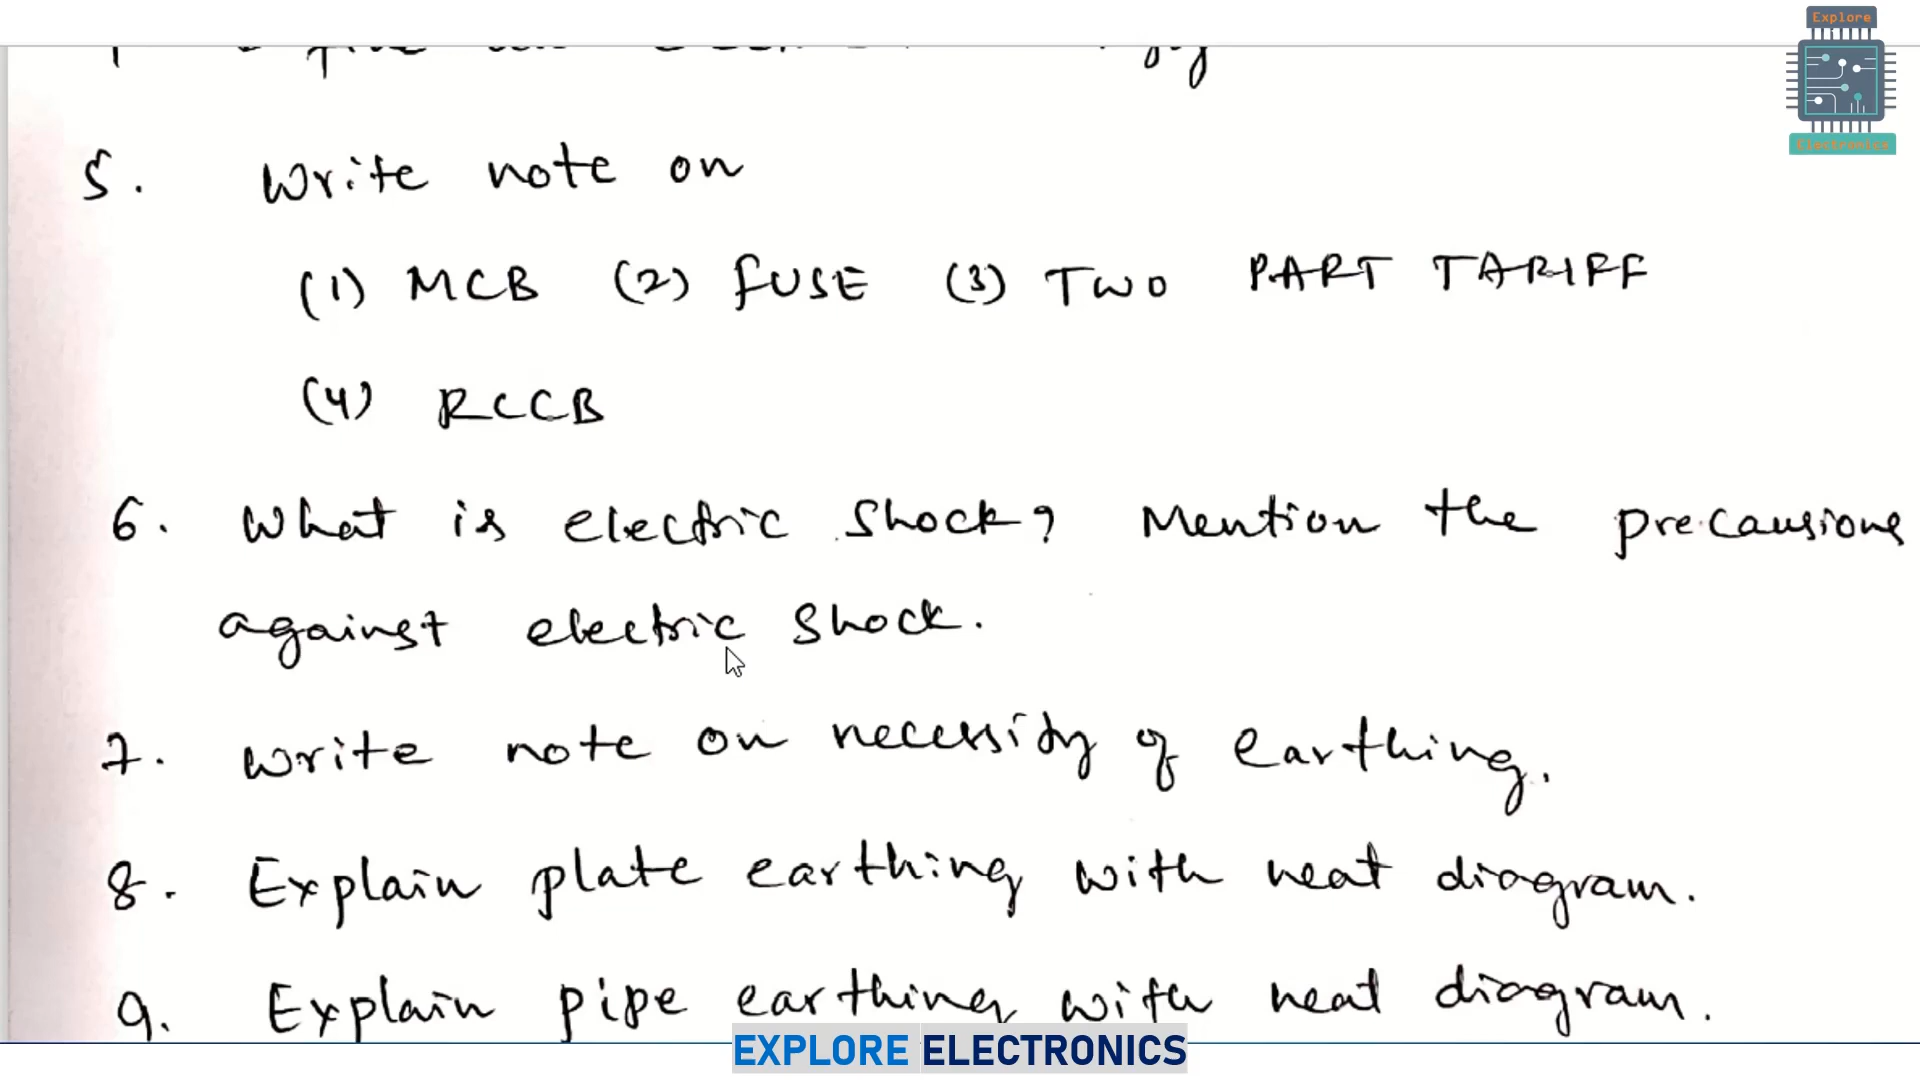 Explore
Electronics
5. Write note on
(1) MCB (2) FUSE (3) TWO PART TARIFF
(4) RCCB
6. What is electric shock? Mention the precausions
against electric shock.
7. Write note on necessity of earthing.
8. Explain plate earthing with neat diagram.
9. Explain pipe earthing with neat diagram.
EXPLORE ELECTRONICS